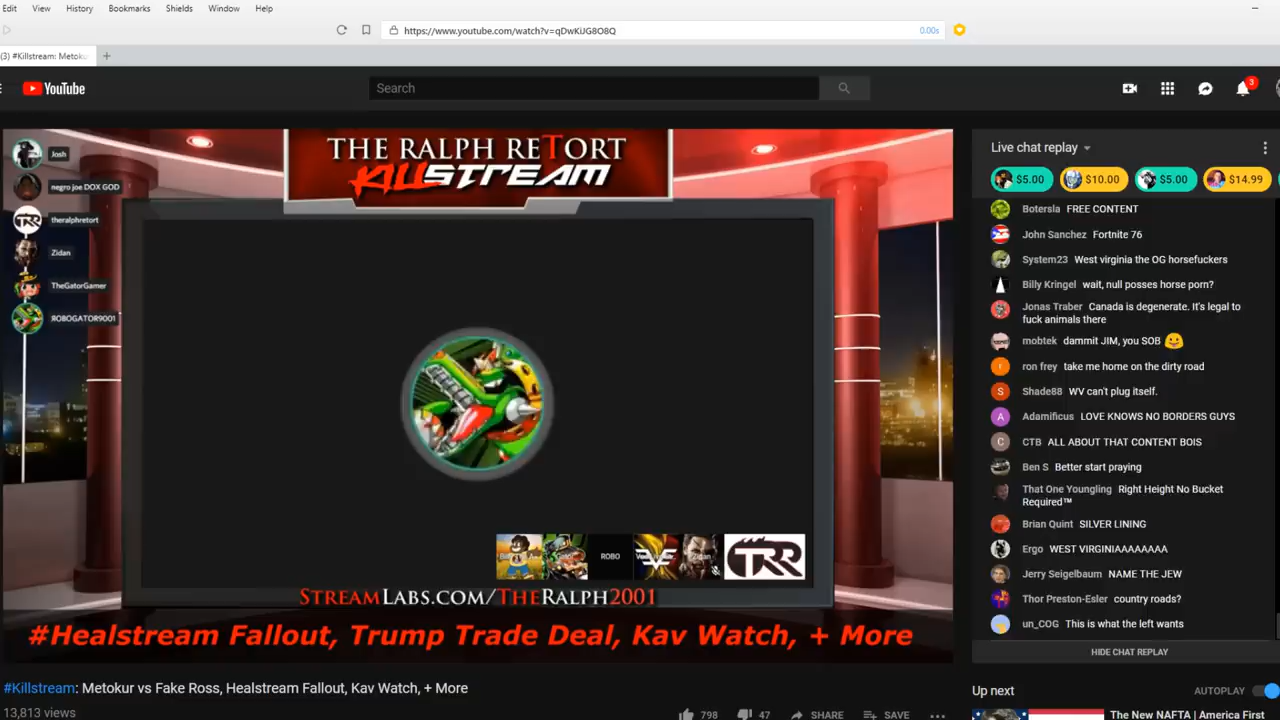 Edit View History Bookmarks Shields Window Help
https://www.youtube.com/watch?v=qDwKiJG8O8Q 0.00s
(3) #Killstream: Metoku
YouTube
Search
3
THE RALPH RETORT
KILLSTREAM
Josh
negro joe DOX GOD
TRR theralphretort
Zidan
TheGatorGamer
ЯOBOGATOR9001
ROBO
Zidan
TRR
STREAMLABS.COM/THERALPH2001
#Healstream Fallout, Trump Trade Deal, Kav Watch, + More
#Killstream: Metokur vs Fake Ross, Healstream Fallout, Kav Watch, + More
13,813 views
798 47 SHARE SAVE
Live chat replay
$5.00 $10.00 $5.00 $14.99
Botersla FREE CONTENT
John Sanchez Fortnite 76
System23 West virginia the OG horsefuckers
Billy Kringel wait, null posses horse porn?
Jonas Traber Canada is degenerate. It's legal to
fuck animals there
mobtek dammit JIM, you SOB
ron frey take me home on the dirty road
Shade88 WV can't plug itself.
Adamificus LOVE KNOWS NO BORDERS GUYS
CTB ALL ABOUT THAT CONTENT BOIS
Ben S Better start praying
That One Youngling Right Height No Bucket
Required™
Brian Quint SILVER LINING
Ergo WEST VIRGINIAAAAAAA
Jerry Seigelbaum NAME THE JEW
Thor Preston-Esler country roads?
un_COG This is what the left wants
HIDE CHAT REPLAY
Up next
AUTOPLAY
The New NAFTA | America First